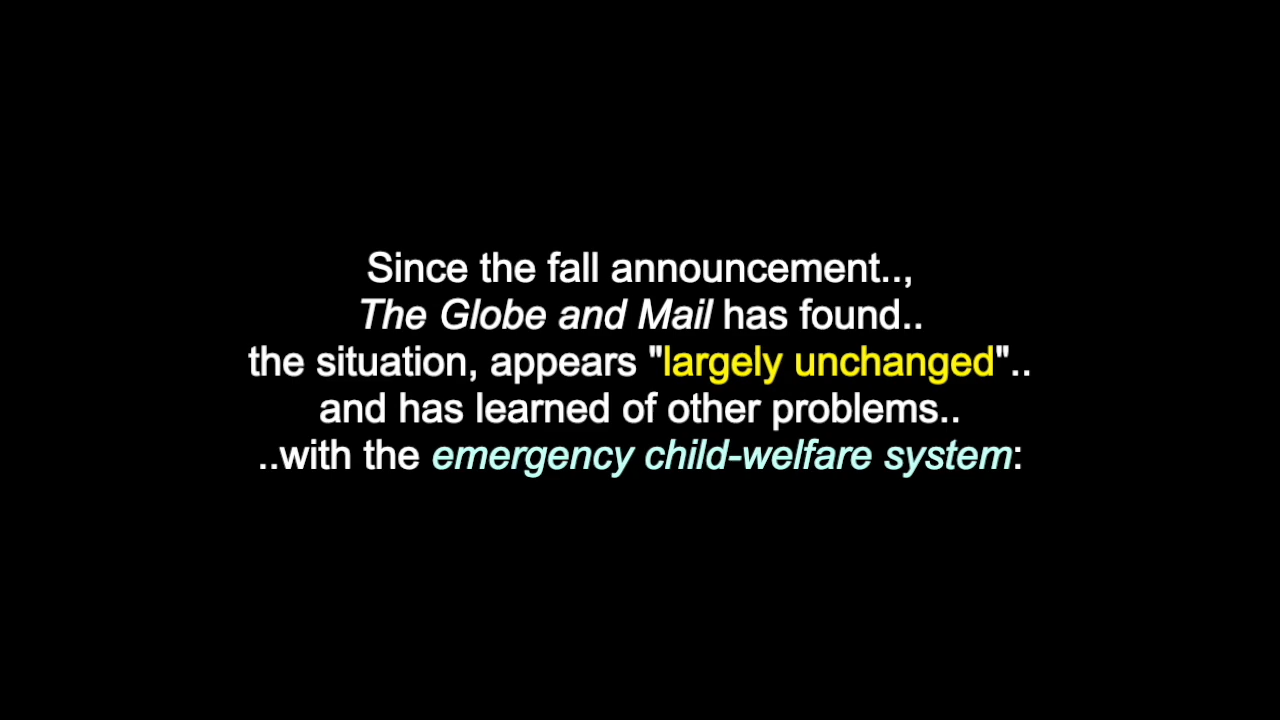 Since the fall announcement..,
The Globe and Mail has found..
the situation, appears "largely unchanged"..
and has learned of other problems..
..with the emergency child-welfare system: